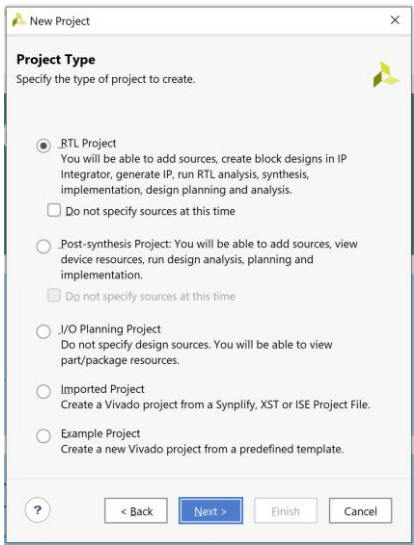 New Project
Project Type
Specify the type of project to create.
RTL Project
You will be able to add sources, create block designs in IP
Integrator, generate IP, run RTL analysis, synthesis,
implementation, design planning and analysis.
Do not specify sources at this time
Post-synthesis Project: You will be able to add sources, view
device resources, run design analysis, planning and
implementation.
Do not specify sources at this time
I/O Planning Project
Do not specify design sources. You will be able to view
part/package resources.
Imported Project
Create a Vivado project from a Synplify, XST or ISE Project File.
Example Project
Create a new Vivado project from a predefined template.
? < Back Next > Finish Cancel